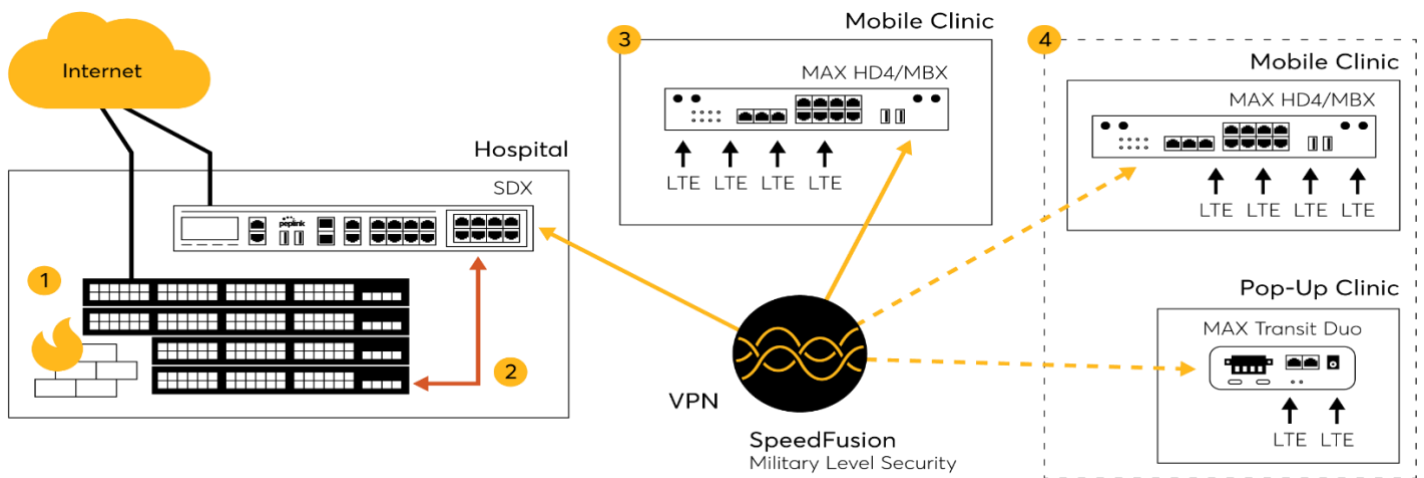 Internet
Hospital
SDX
peplink
1
2
3
Mobile Clinic
MAX HD4/MBX
LTE LTE LTE LTE
VPN
SpeedFusion
Military Level Security
4
Mobile Clinic
MAX HD4/MBX
LTE LTE LTE LTE
Pop-Up Clinic
MAX Transit Duo
LTE LTE